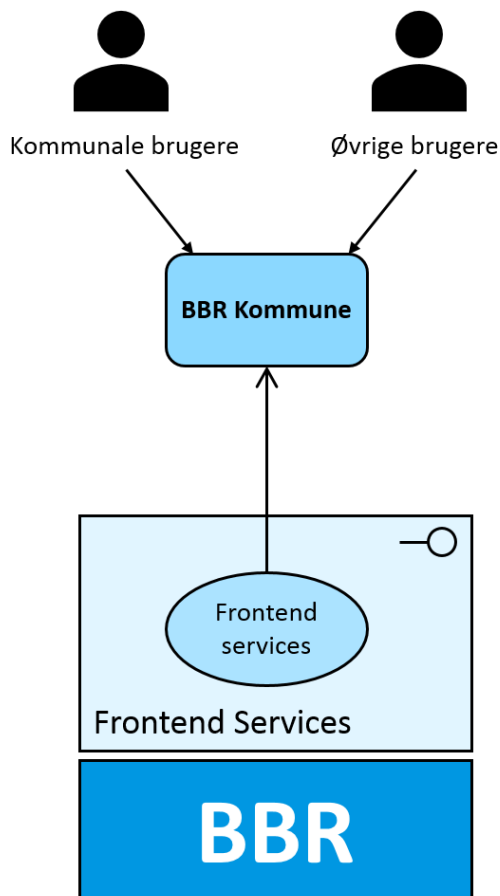 Kommunale brugere
Øvrige brugere
BBR Kommune
Frontend
services
Frontend Services
BBR